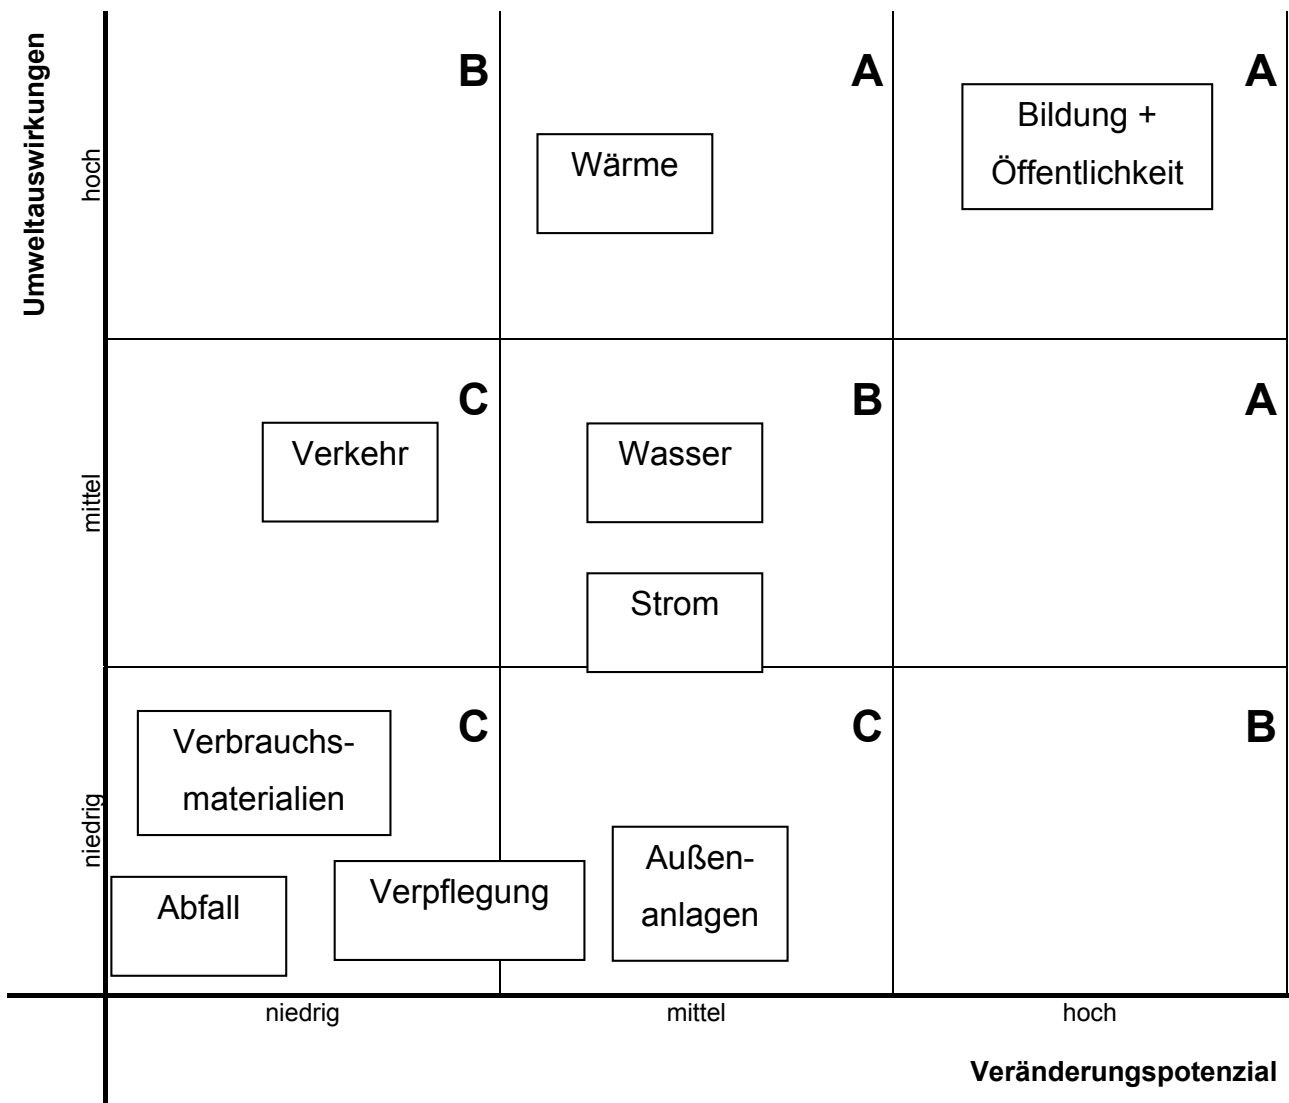 Umweltauswirkungen
hoch
B
A
A
Wärme
Bildung +
Öffentlichkeit
mittel
C
B
A
Verkehr
Wasser
Strom
niedrig
C
C
B
Verbrauchs-
materialien
Abfall
Verpflegung
Außen-
anlagen
niedrig
mittel
hoch
Veränderungspotenzial